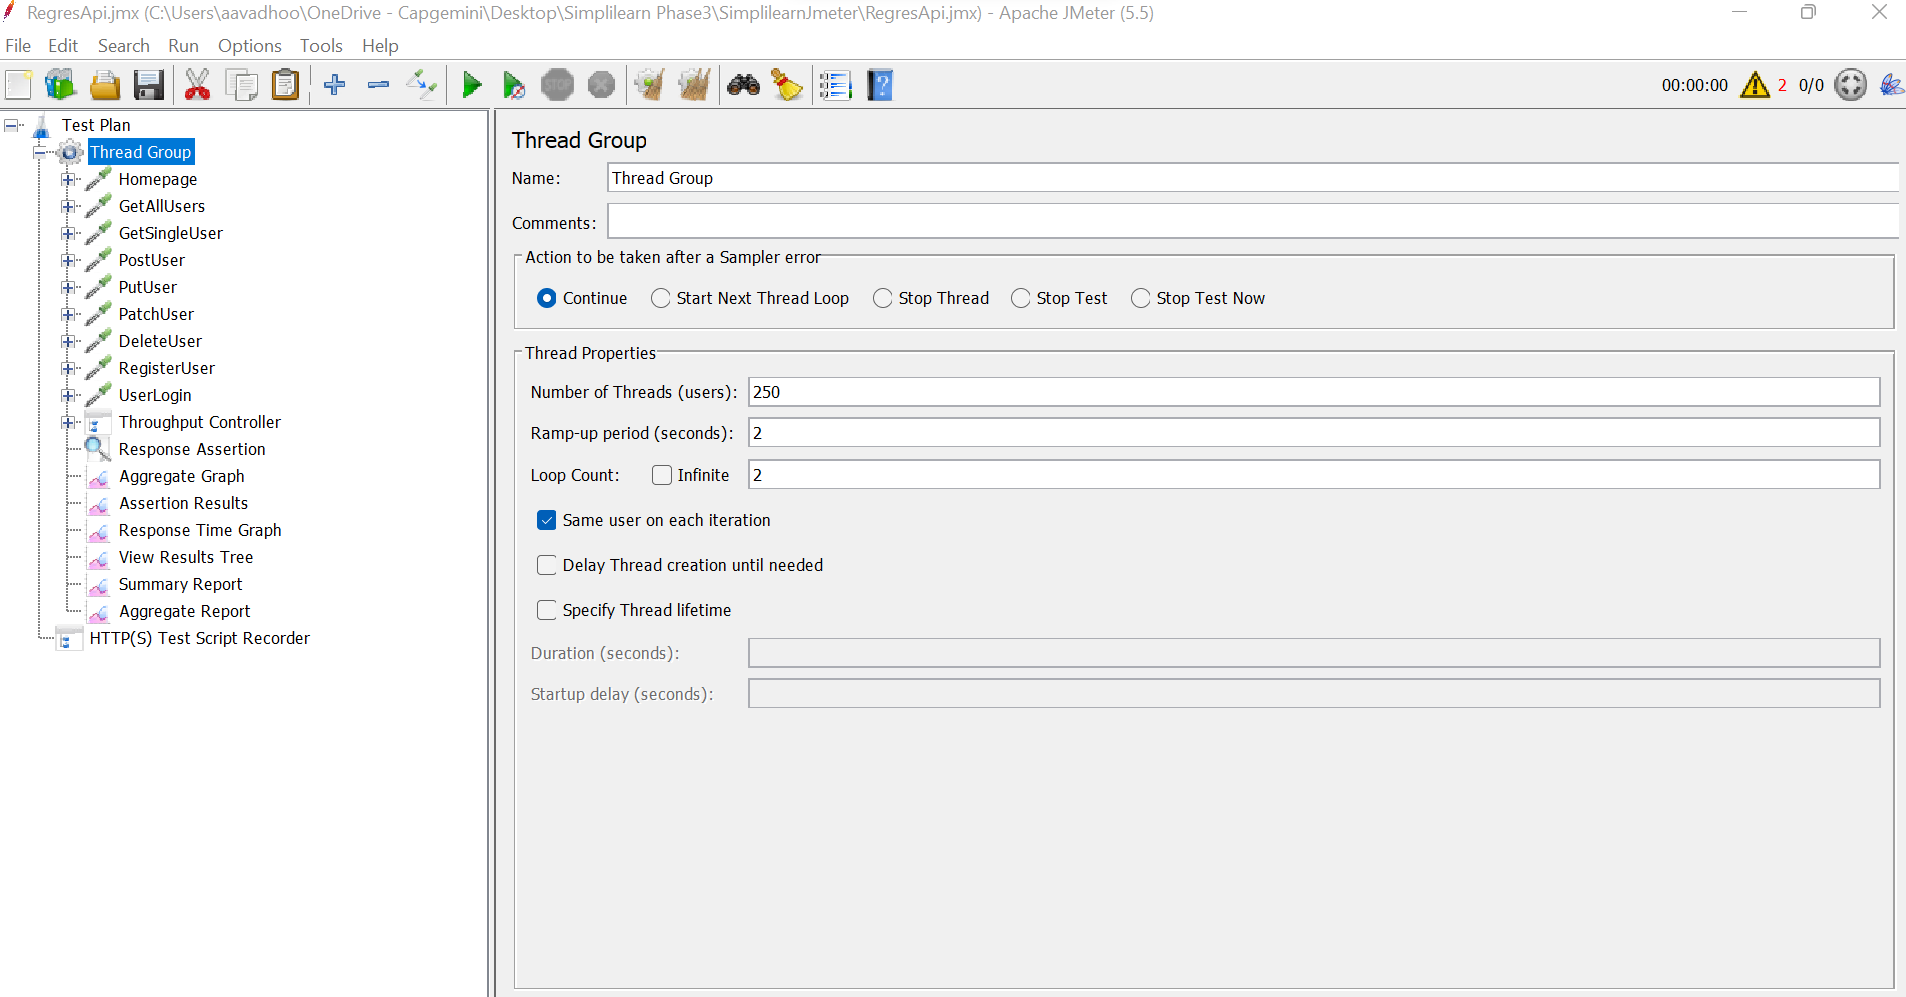 RegresApi.jmx (C:\Users\aavadhoo\OneDrive - Capgemini\Desktop\Simplilearn Phase3\SimplilearnJmeter\RegresApi.jmx) - Apache JMeter (5.5)
File Edit Search Run Options Tools Help
STOP ? 00:00:00 2 0/0
Test Plan
Thread Group
Homepage
GetAllUsers
GetSingleUser
PostUser
PutUser
PatchUser
DeleteUser
RegisterUser
UserLogin
Throughput Controller
Response Assertion
Aggregate Graph
Assertion Results
Response Time Graph
View Results Tree
Summary Report
Aggregate Report
HTTP(S) Test Script Recorder
Thread Group
Name: Thread Group
Comments:
Action to be taken after a Sampler error
Continue Start Next Thread Loop Stop Thread Stop Test Stop Test Now
Thread Properties
Number of Threads (users): 250
Ramp-up period (seconds): 2
Loop Count: Infinite 2
Same user on each iteration
Delay Thread creation until needed
Specify Thread lifetime
Duration (seconds):
Startup delay (seconds):